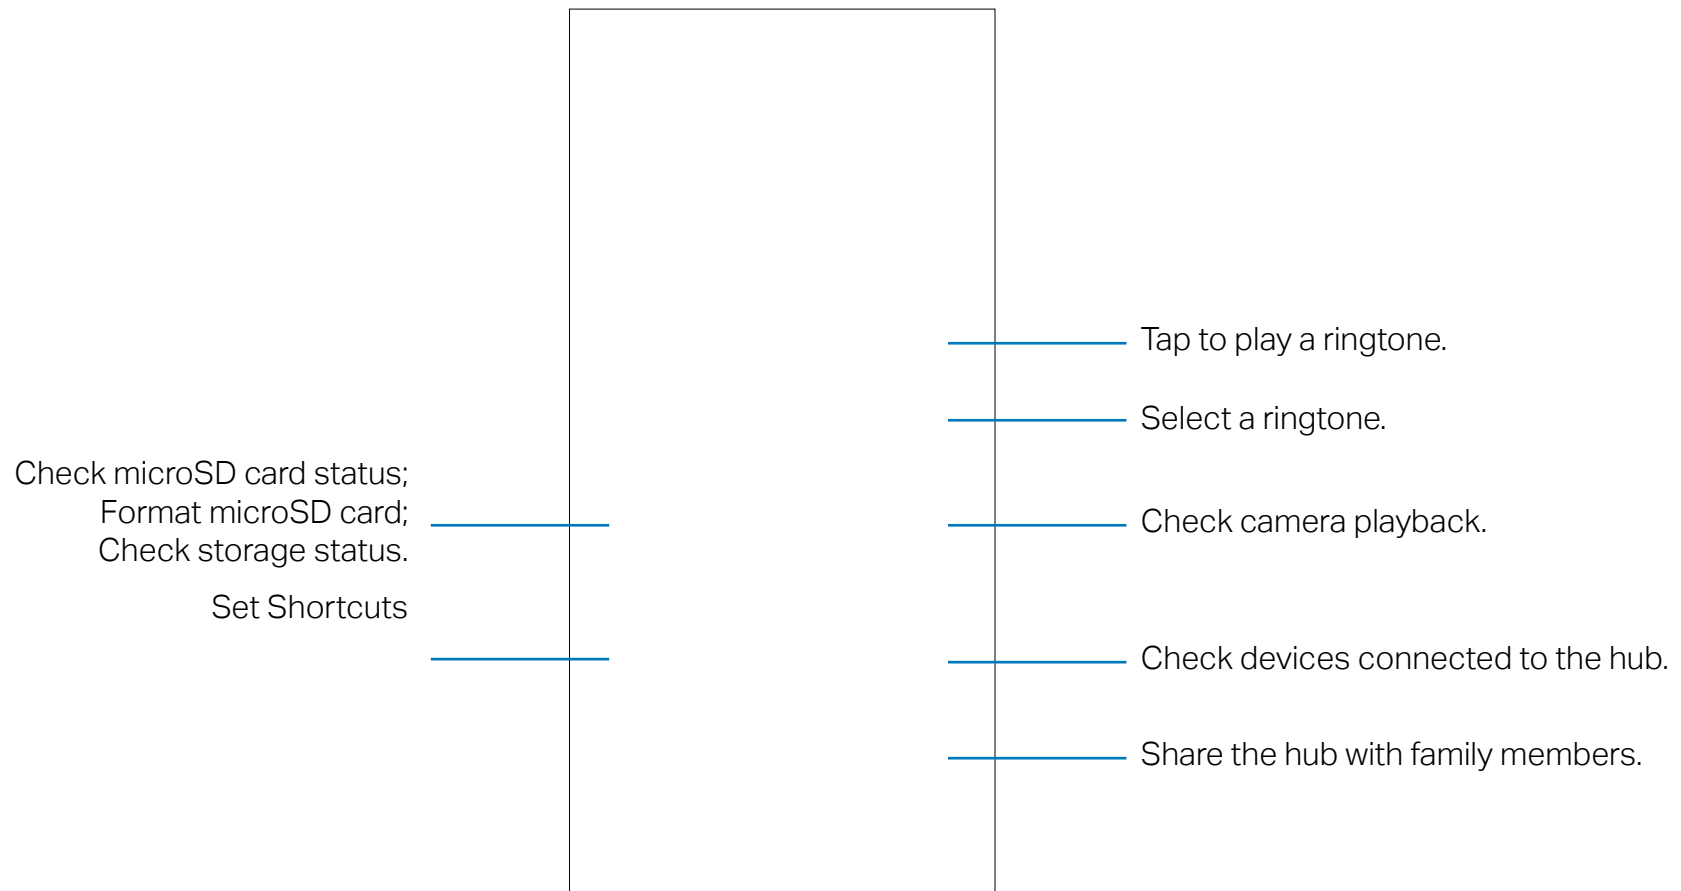 Tap to play a ringtone.
Select a ringtone.
Check microSD card status;
Format microSD card;
Check storage status.
Check camera playback.
Set Shortcuts
Check devices connected to the hub.
Share the hub with family members.